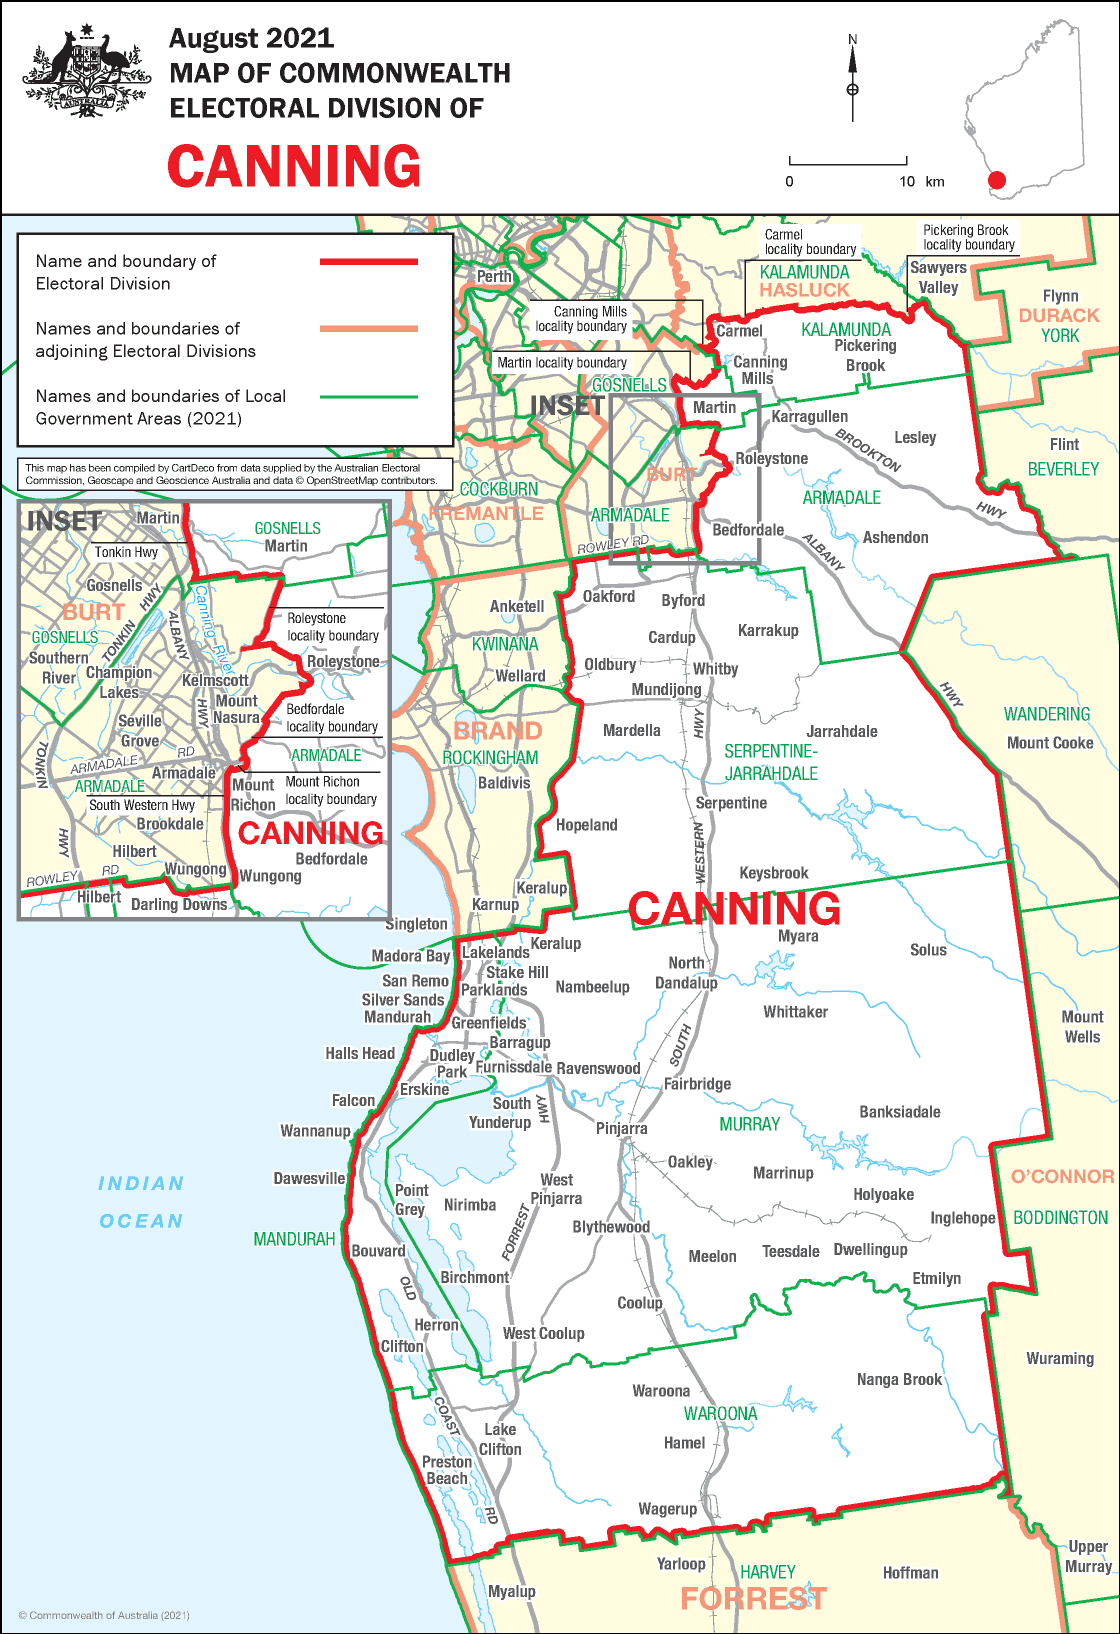 August 2021
MAP OF COMMONWEALTH
ELECTORAL DIVISION OF
CANNING
AUSTRALIA
N
0 10 km
Name and boundary of
Electoral Division
Names and boundaries of
adjoining Electoral Divisions
Names and boundaries of Local
Government Areas (2021)
This map has been compiled by CartDeco from data supplied by the Australian Electoral
Commission, Geoscape and Geoscience Australia and data © OpenStreetMap contributors.
Carmel
locality boundary
Pickering Brook
locality boundary
Perth
KALAMUNDA
HASLUCK
Sawyers
Valley
Flynn
DURACK
YORK
Canning Mills
locality boundary
Carmel
KALAMUNDA
Pickering
Brook
Martin locality boundary
Canning
Mills
GOSNELLS
INSET
Martin
Karragullen
Lesley
BROOKTON
HWY
Flint
BEVERLEY
Roleystone
BURT
COCKBURN
FREMANTLE
ARMADALE
ARMADALE
Bedfordale
Ashendon
ROWLEY RD
ALBANY
HWY
INSET
Martin
GOSNELLS
Martin
Tonkin Hwy
Gosnells
BURT
GOSNELLS
TONKIN
HWY
ALBANY
HWY
Canning River
Roleystone
locality boundary
Roleystone
Southern
River
Champion
Lakes
Kelmscott
Mount
Nasura
Bedfordale
locality boundary
Seville
Grove
TONKIN
HWY
ARMADALE
RD
Armadale
ARMADALE
ARMADALE
Mount
Richon
Mount Richon
locality boundary
South Western Hwy
Brookdale
CANNING
Hilbert
Bedfordale
Wungong
Wungong
ROWLEY
RD
Hilbert
Darling Downs
Anketell
Oakford
Byford
KWINANA
Cardup
Karrakup
Wellard
Oldbury
Whitby
Mundijong
HWY
BRAND
ROCKINGHAM
Mardella
Jarrahdale
SERPENTINE-
JARRAHDALE
WANDERING
Mount Cooke
Baldivis
Serpentine
Hopeland
WESTERN
Keysbrook
Keralup
Karnup
CANNING
Singleton
Madora Bay
Lakelands
Keralup
Myara
Solus
San Remo
Stake Hill
Silver Sands
Parklands
Nambeelup
North
Dandalup
Mandurah
Greenfields
Whittaker
Mount
Wells
Barragup
SOUTH
Halls Head
Dudley
Park
Furnissdale
Ravenswood
Erskine
Fairbridge
Falcon
South
Yunderup
HWY
Banksiadale
Wannanup
Pinjarra
MURRAY
INDIAN
OCEAN
Dawesville
Oakley
Marrinup
O'CONNOR
Point
Grey
Nirimba
West
Pinjarra
Holyoake
Inglehope
BODDINGTON
MANDURAH
FORREST
Blythewood
Bouvard
Meelon
Teesdale
Dwellingup
OLD
Birchmont
Etmilyn
Coolup
Herron
West Coolup
Clifton
Wuraming
Nanga Brook
Waroona
COAST
WAROONA
Lake
Clifton
Hamel
Preston
Beach
RD
Wagerup
Yarloop
HARVEY
Hoffman
Upper
Murray
FORREST
Myalup
© Commonwealth of Australia (2021)